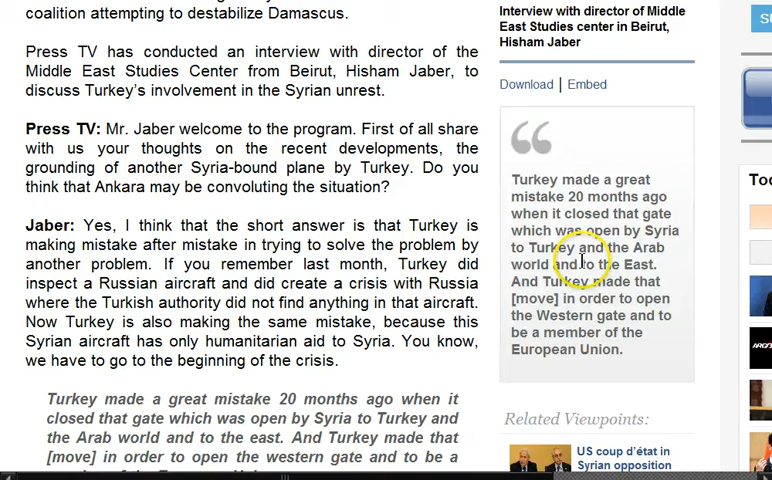 coalition attempting to destabilize Damascus.
Press TV has conducted an interview with director of the
Middle East Studies Center from Beirut, Hisham Jaber, to
discuss Turkey's involvement in the Syrian unrest.
Press TV: Mr. Jaber welcome to the program. First of all share
with us your thoughts on the recent developments, the
grounding of another Syria-bound plane by Turkey. Do you
think that Ankara may be convoluting the situation?
Jaber: Yes, I think that the short answer is that Turkey is
making mistake after mistake in trying to solve the problem by
another problem. If you remember last month, Turkey did
inspect a Russian aircraft and did create a crisis with Russia
where the Turkish authority did not find anything in that aircraft.
Now Turkey is also making the same mistake, because this
Syrian aircraft has only humanitarian aid to Syria. You know,
we have to go to the beginning of the crisis.
Turkey made a great mistake 20 months ago when it
closed that gate which was open by Syria to Turkey and
the Arab world and to the east. And Turkey made that
[move] in order to open the western gate and to be a
Interview with director of Middle
East Studies center in Beirut,
Hisham Jaber
Download | Embed
Turkey made a great
mistake 20 months ago
when it closed that gate
which was open by Syria
to Turkey and the Arab
world and to the East.
And Turkey made that
[move] in order to open
the Western gate and to
be a member of the
European Union.
Related Viewpoints:
US coup d'état in
Syrian opposition